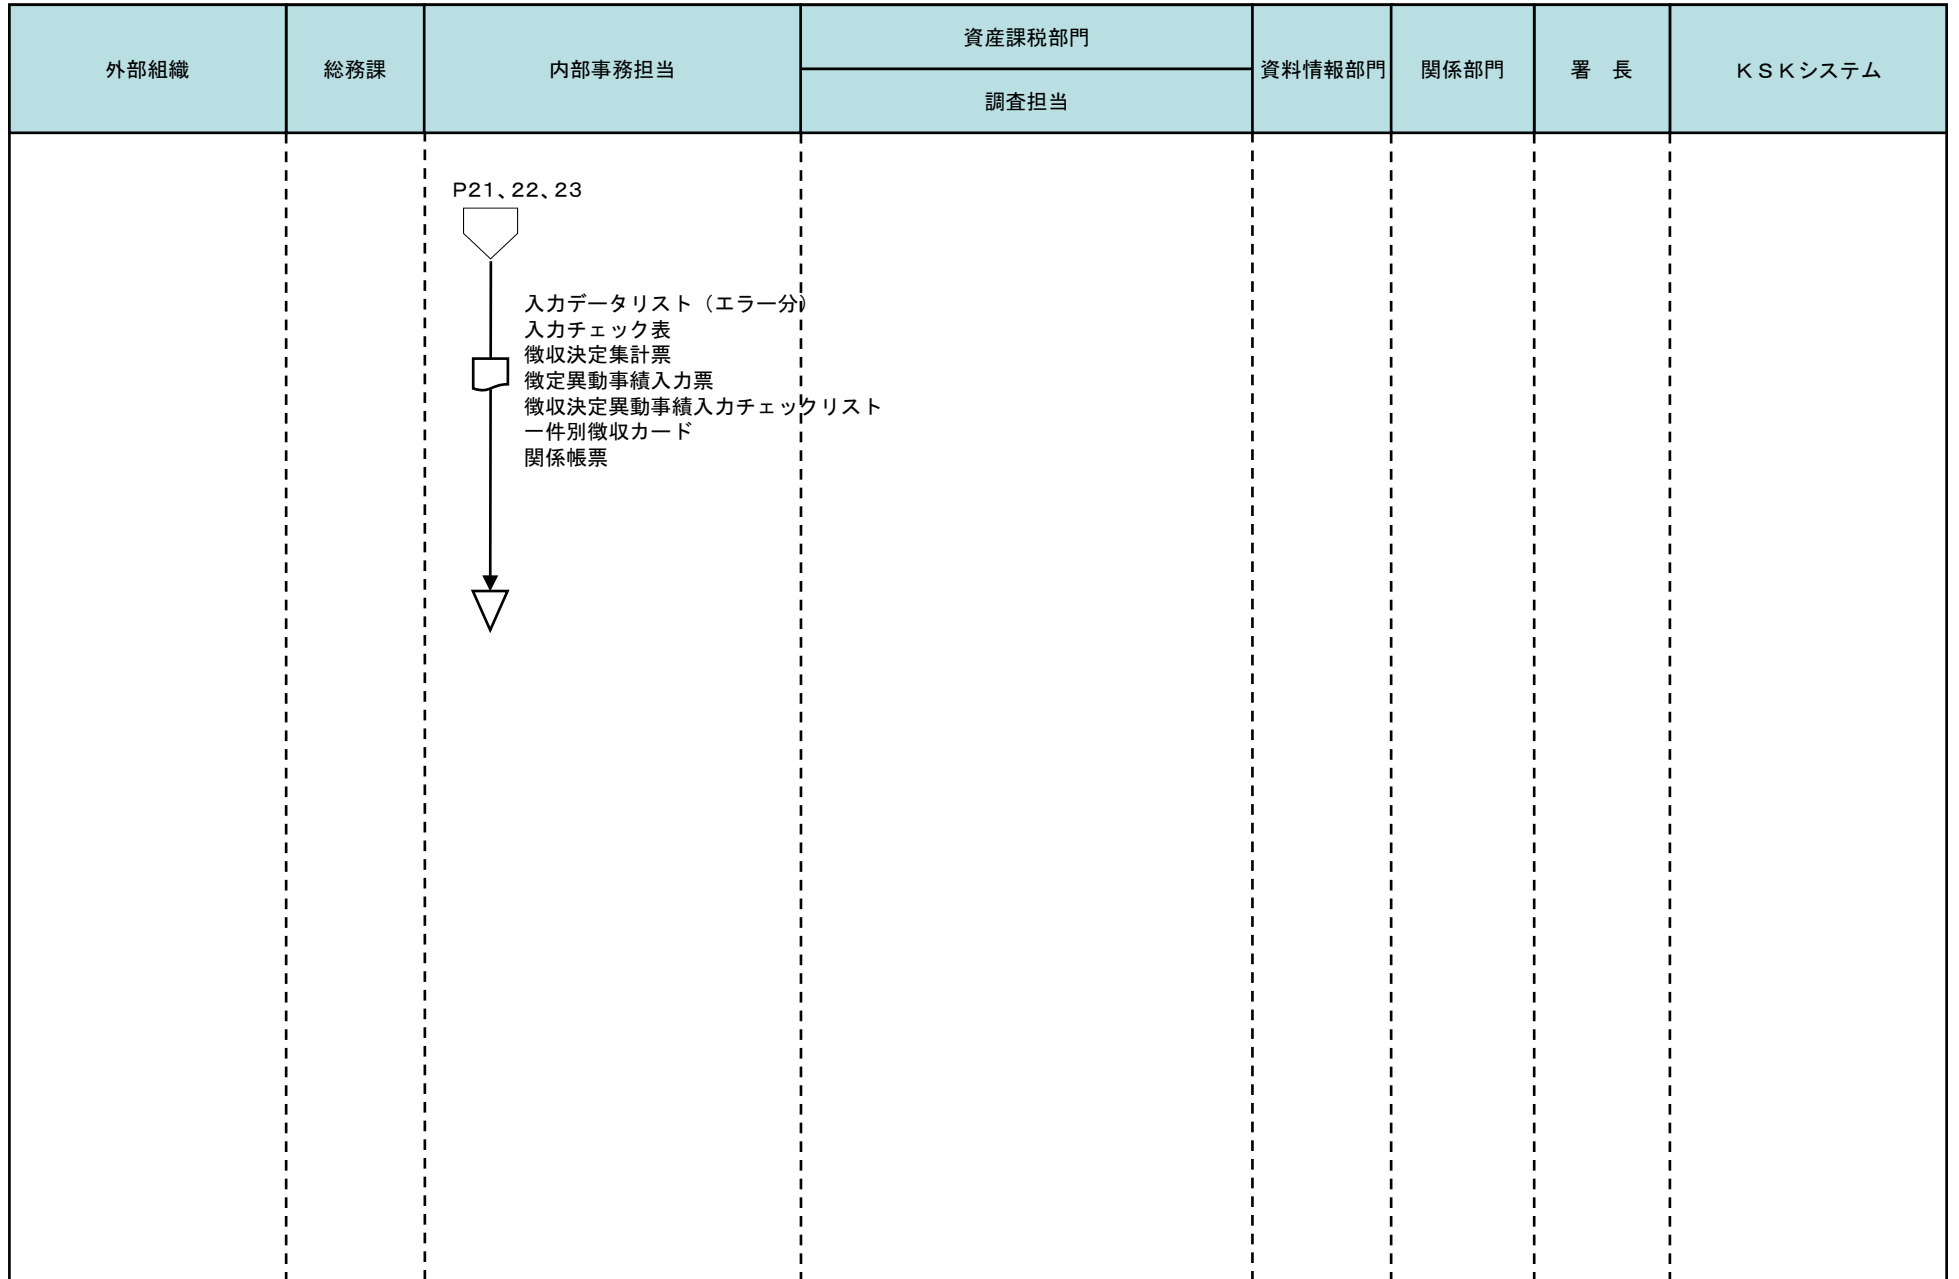 外部組織
総務課
内部事務担当
資産課税部門
調査担当
資料情報部門
関係部門
署　長
ＫＳＫシステム
P21、22、23
入力データリスト（エラー分）
入力チェック表
徴収決定集計票
徴定異動事績入力票
徴収決定異動事績入力チェックリスト
一件別徴収カード
関係帳票